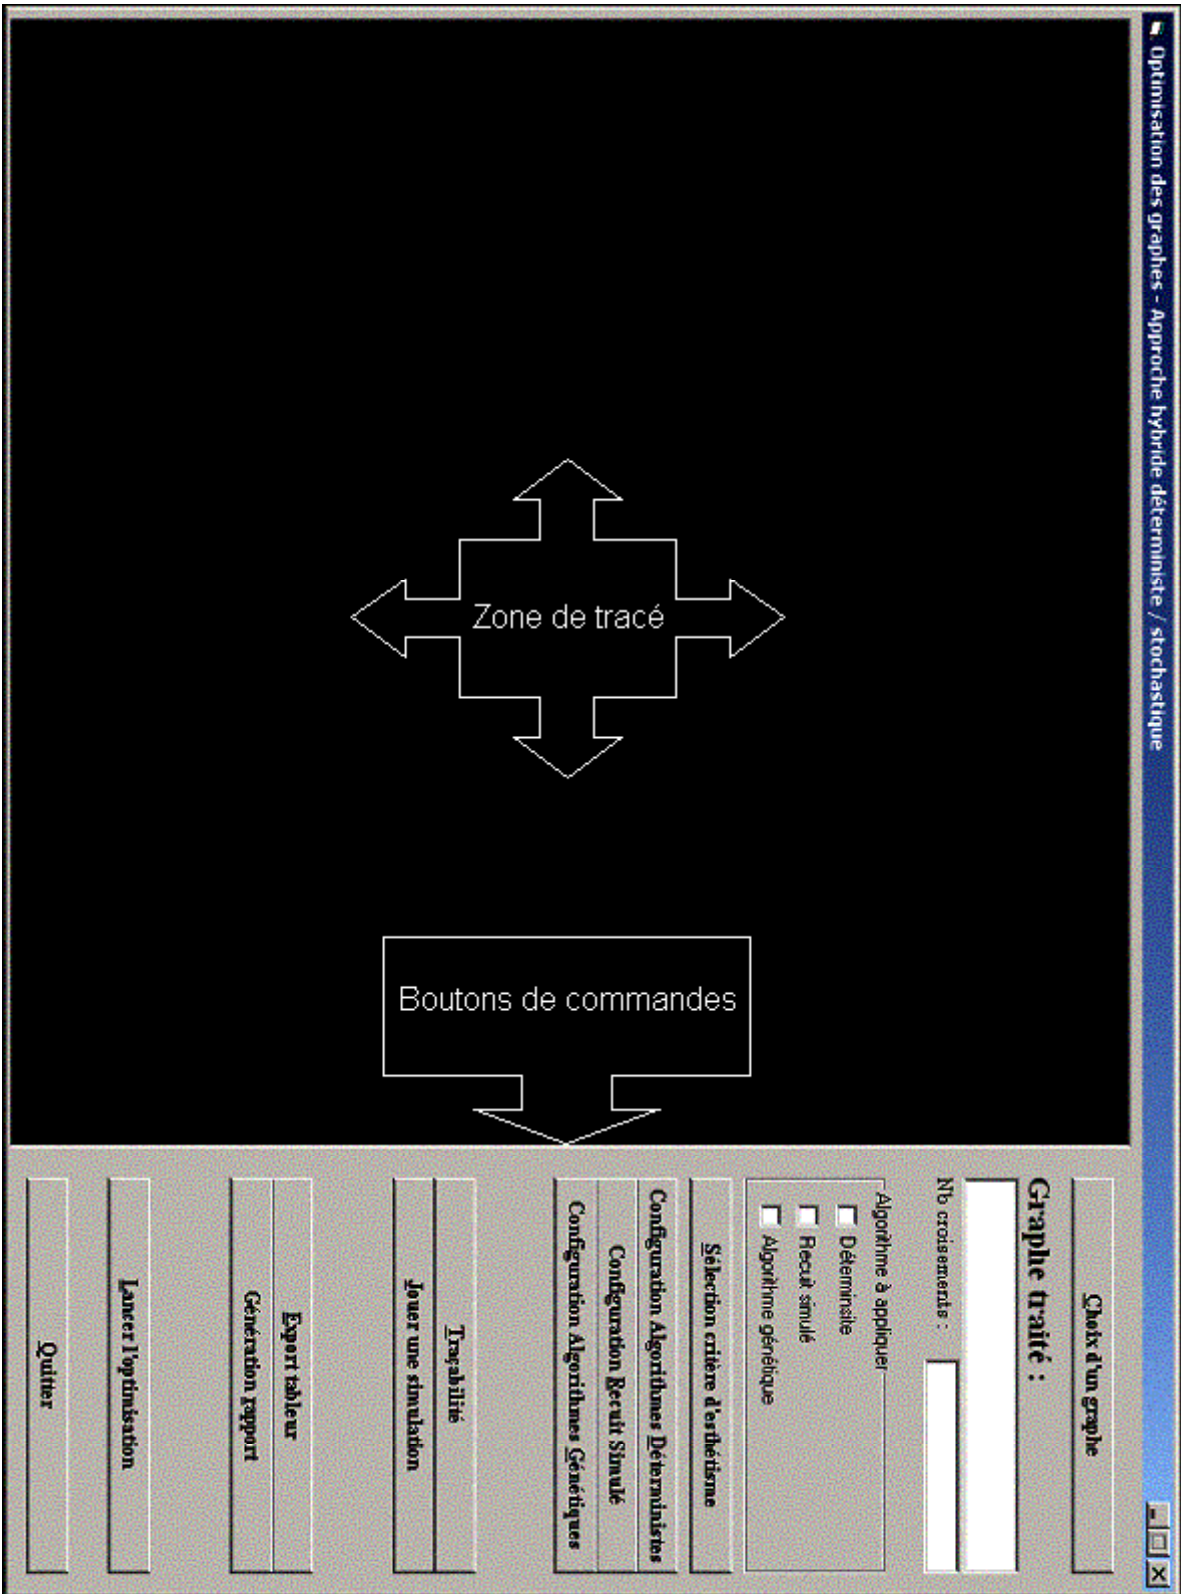 Optimisation des graphes - Approche hybride déterministe / stochastique
Zone de tracé
Boutons de commandes
Choix d'un graphe
Graphe traité :
Nb croisements :
Algorithme à appliquer
Déterminsite
Recuit simulé
Algorithme génétique
Sélection critère d'esthétisme
Configuration Algorithmes Déterministes
Configuration Recuit Simulé
Configuration Algorithmes Génétiques
Traçabilité
Jouer une simulation
Export tableur
Génération rapport
Lancer l'optimisation
Quitter